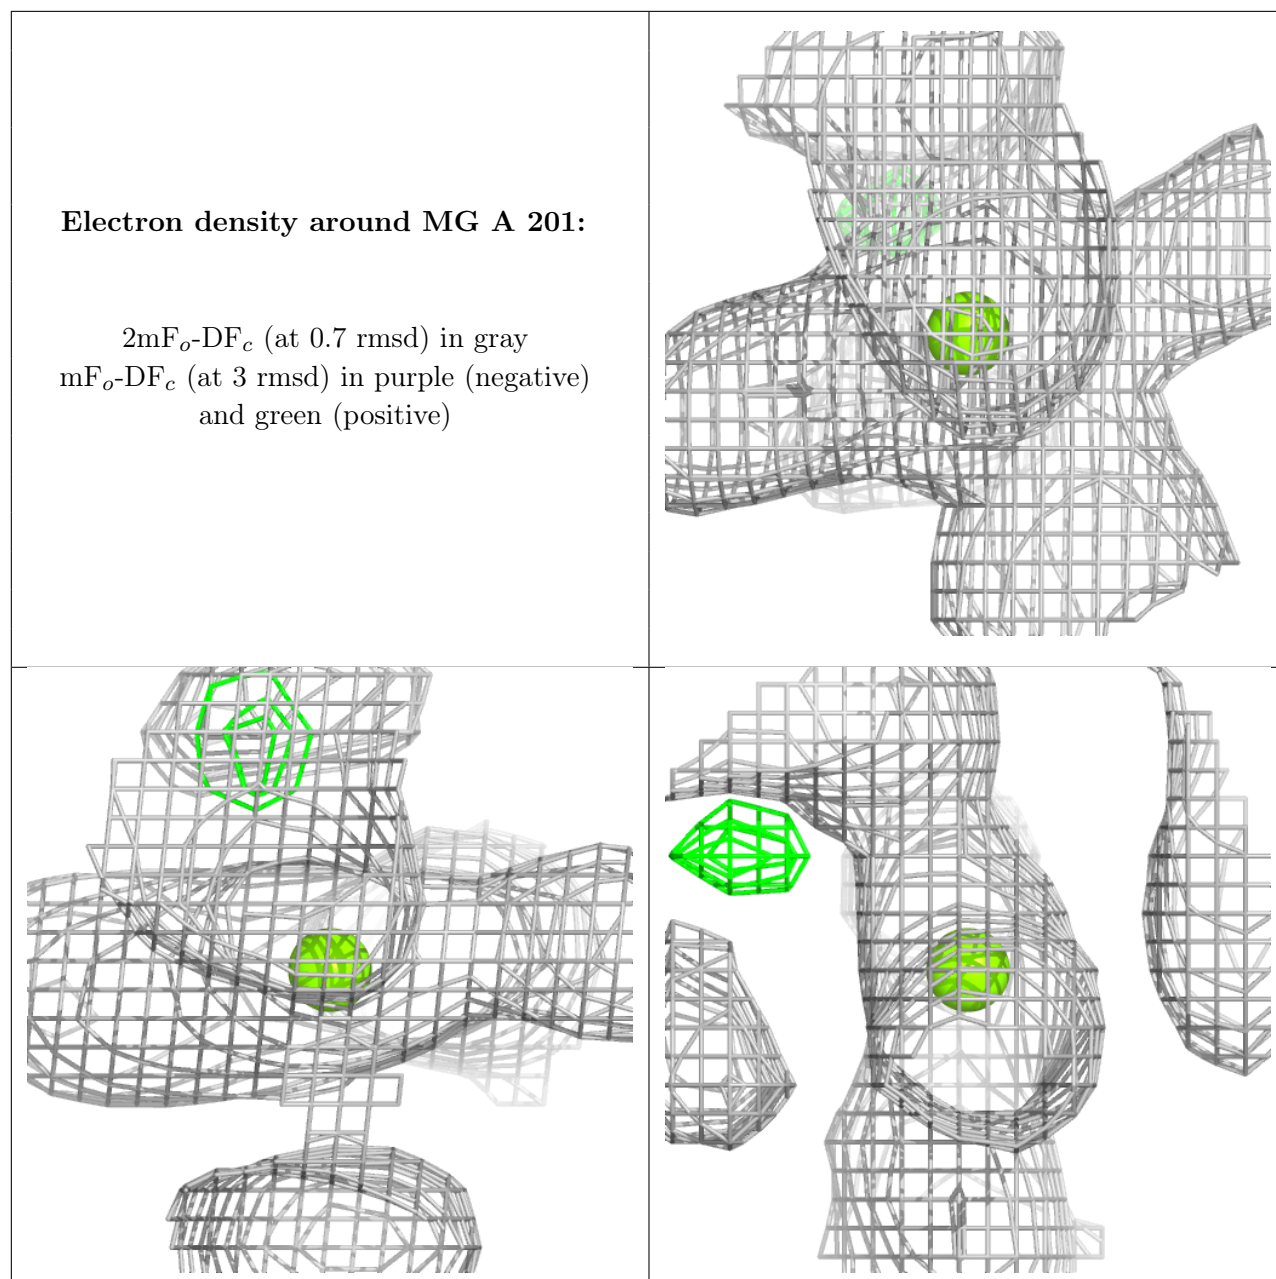 Electron density around MG A 201:
2mFo-DFc (at 0.7 rmsd) in gray
mFo-DFc (at 3 rmsd) in purple (negative)
and green (positive)